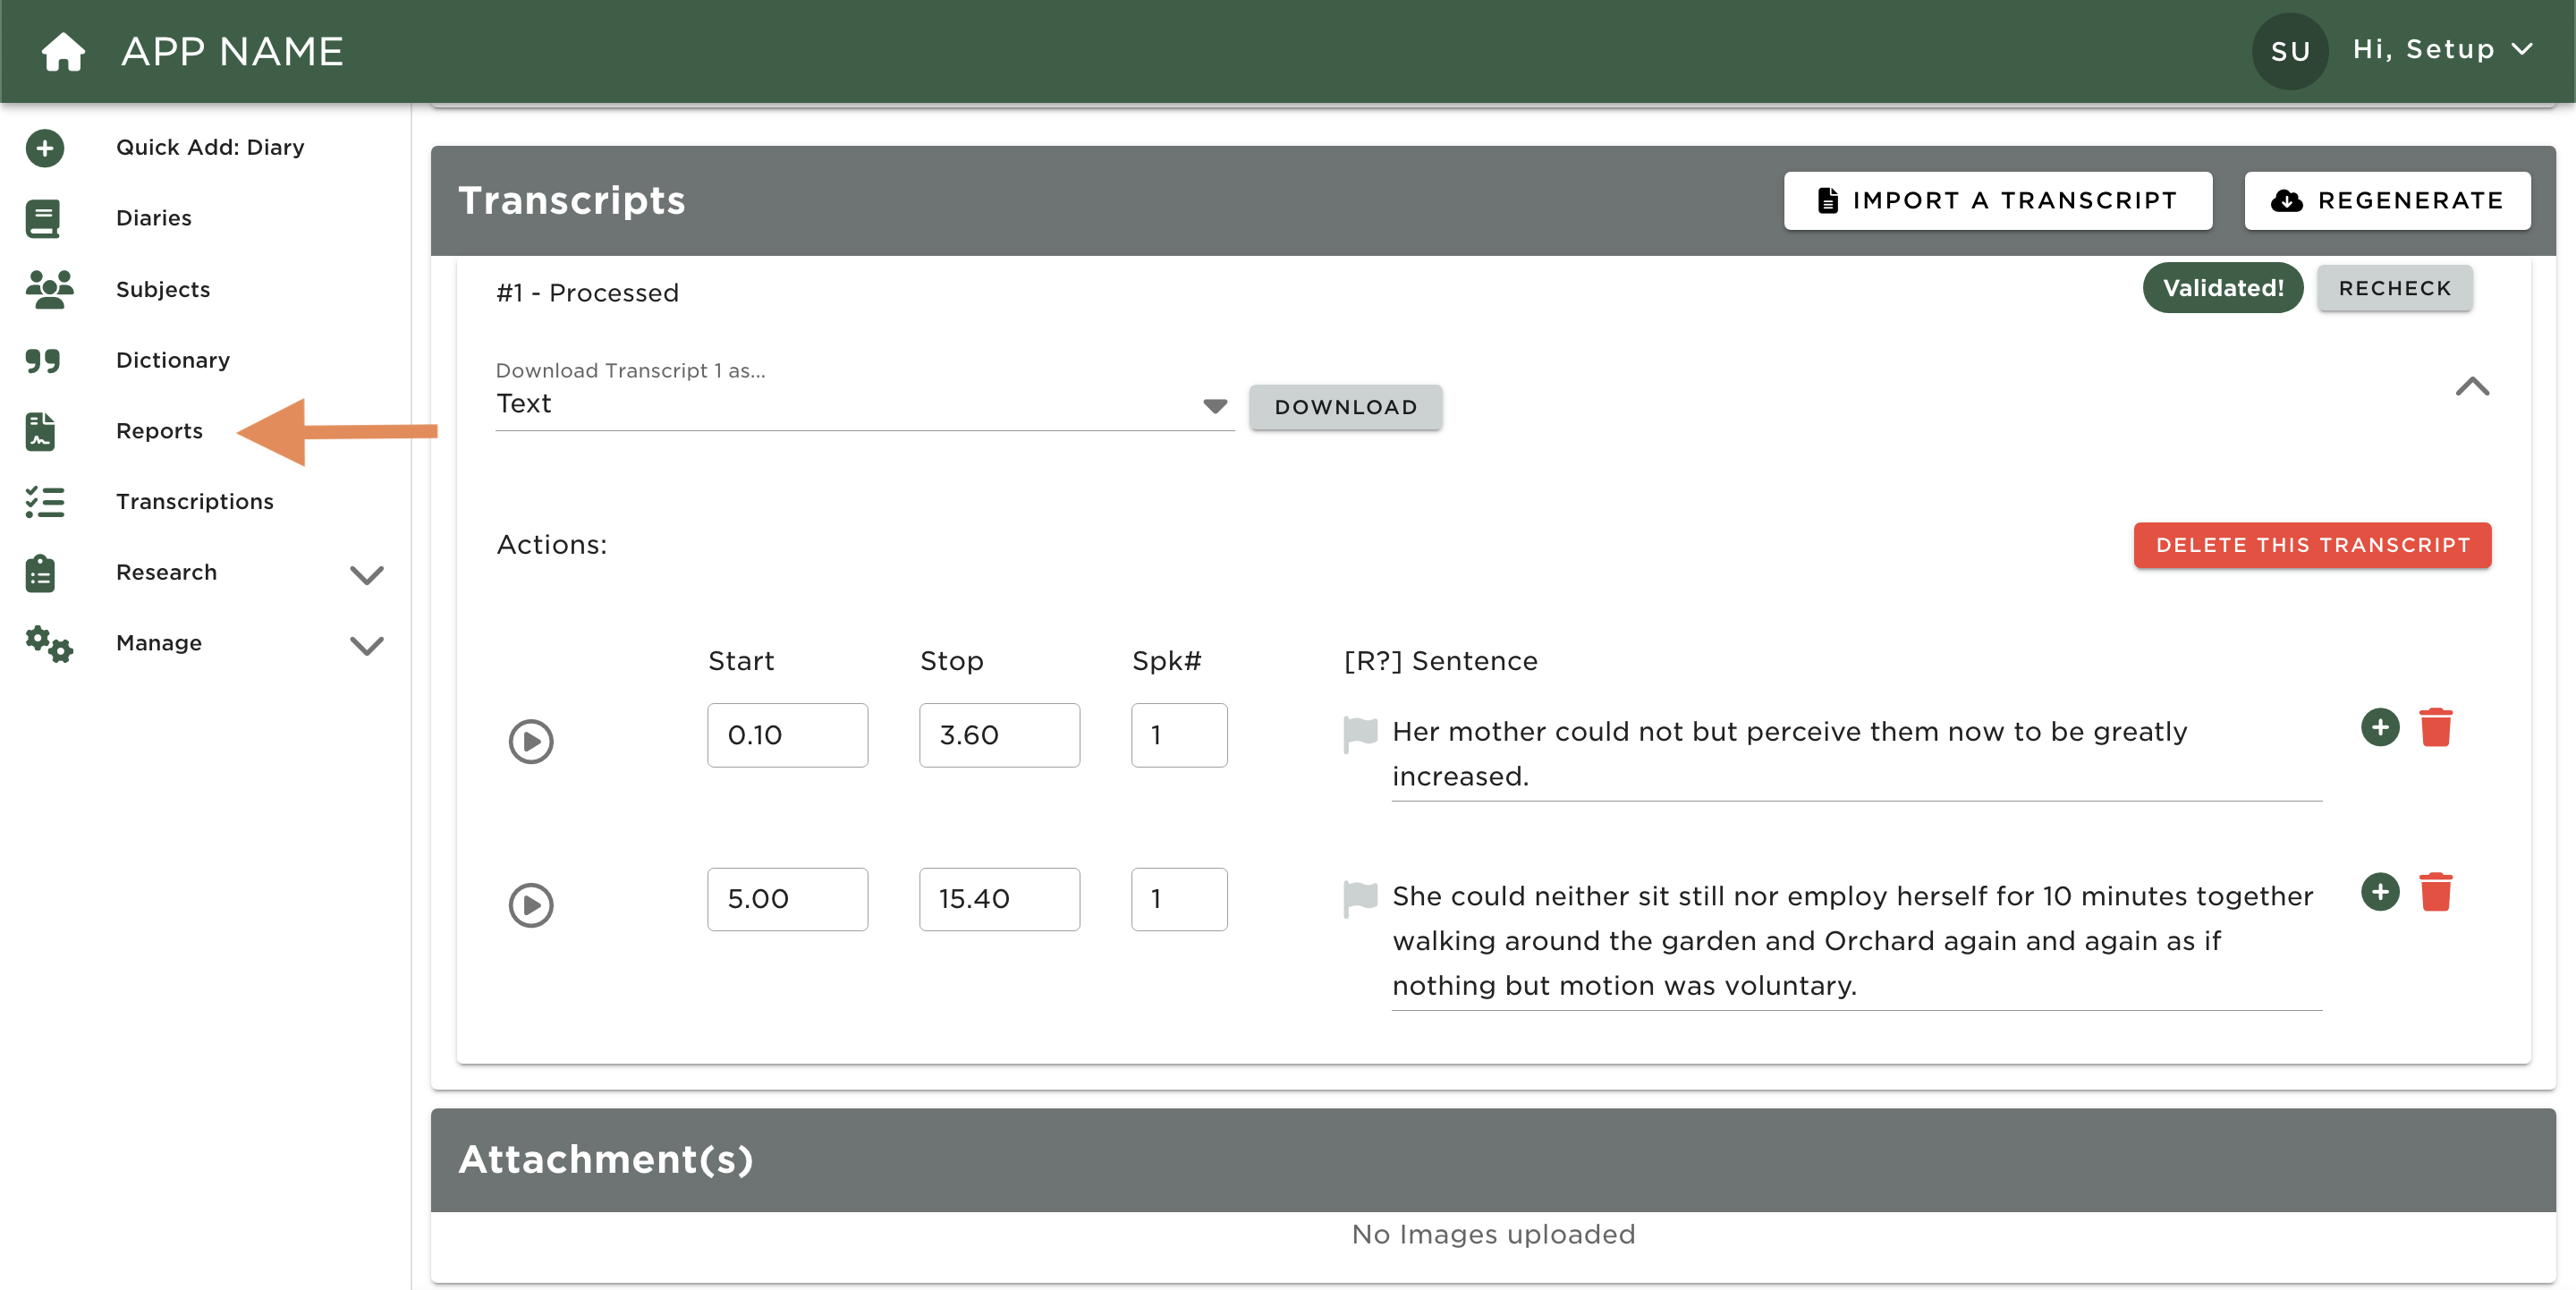 APP NAME
SU
Hi, Setup
Quick Add: Diary
Diaries
Subjects
Dictionary
Reports
Transcriptions
Research
Manage
Transcripts
IMPORT A TRANSCRIPT
REGENERATE
#1 - Processed
Validated!
RECHECK
Download Transcript 1 as...
Text
DOWNLOAD
Actions:
DELETE THIS TRANSCRIPT
Start
Stop
Spk#
[R?] Sentence
0.10
3.60
1
Her mother could not but perceive them now to be greatly
increased.
5.00
15.40
1
She could neither sit still nor employ herself for 10 minutes together
walking around the garden and Orchard again and again as if
nothing but motion was voluntary.
Attachment(s)
No Images uploaded